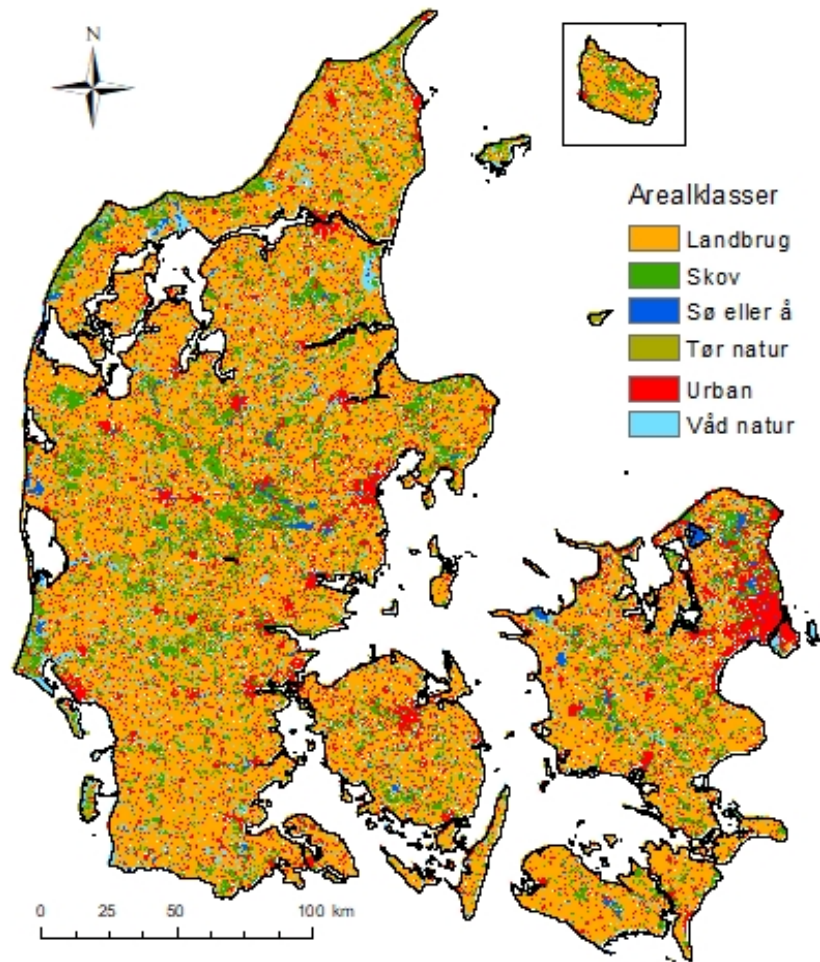 N
Arealklasser
Landbrug
Skov
Sø eller å
Tør natur
Urban
Våd natur
0 25 50 100 km